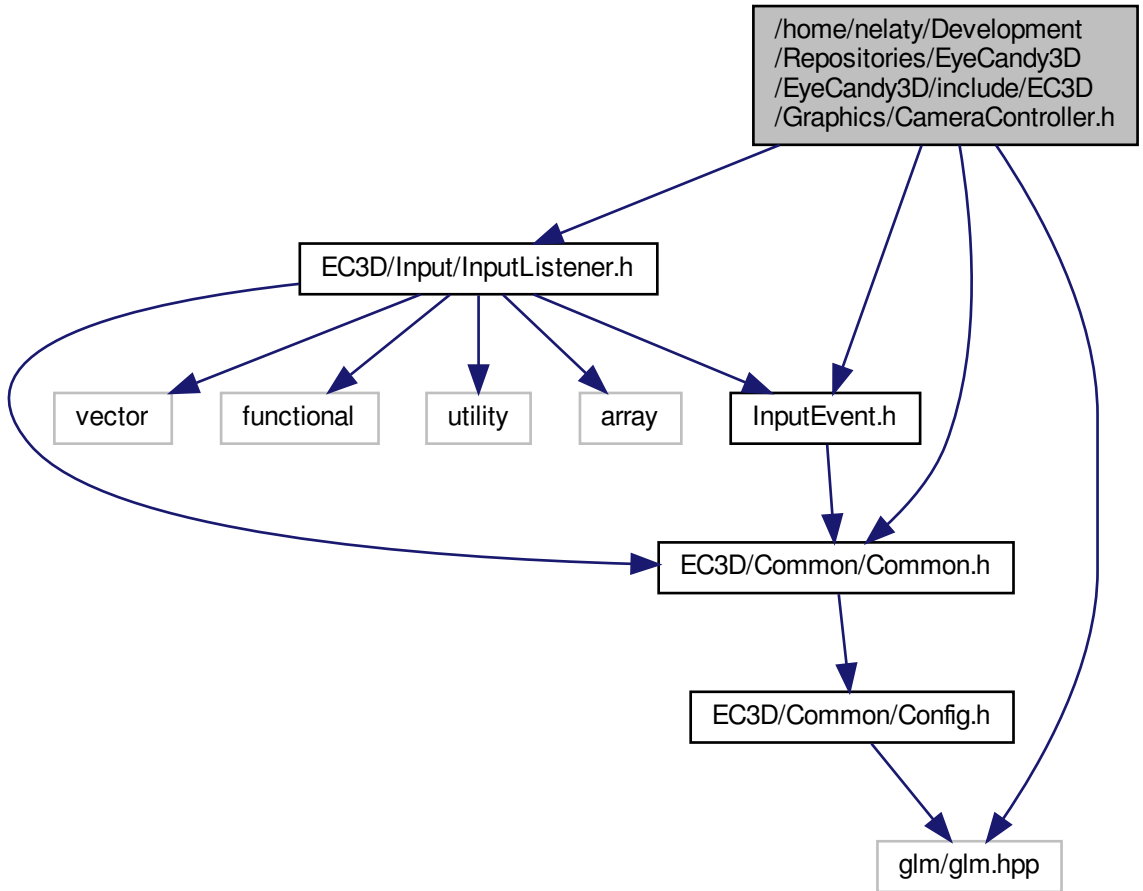 /home/nelaty/Development
/Repositories/EyeCandy3D
/EyeCandy3D/include/EC3D
/Graphics/CameraController.h
EC3D/Input/InputListener.h
vector
functional
utility
array
InputEvent.h
EC3D/Common/Common.h
EC3D/Common/Config.h
glm/glm.hpp